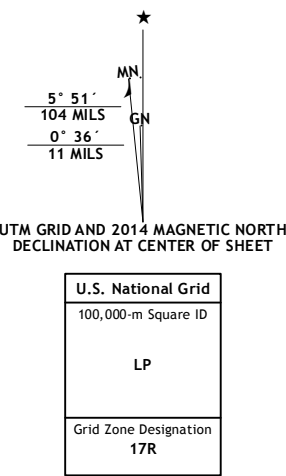 ★
MN.
GN
5° 51´
104 MILS
0° 36´
11 MILS
UTM GRID AND 2014 MAGNETIC NORTH
DECLINATION AT CENTER OF SHEET
U.S. National Grid
100,000-m Square ID
LP
Grid Zone Designation
17R